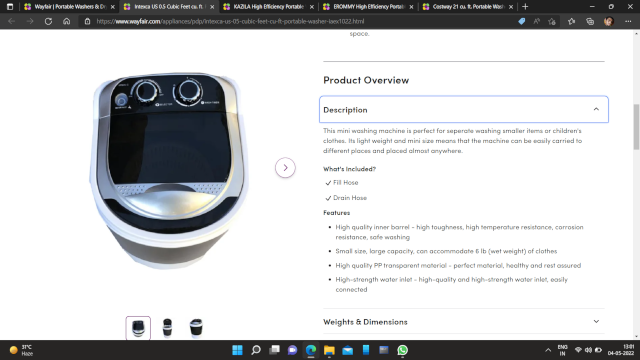 Wayfair | Portable Washers & Dr
Intexca US 0.5 Cubic Feet cu. ft. P
KAZILA High Efficiency Portable
EROMMY High Efficiency Portab
Costway 21 cu. ft. Portable Wash
https://www.wayfair.com/appliances/pdp/intexca-us-05-cubic-feet-cu-ft-portable-washer-iaes1022.html
space.
Product Overview
Description
This mini washing machine is perfect for seperate washing smaller items or children's
clothes. Its light weight and mini size means that the machine can be easily carried to
different places and placed almost anywhere.
What's Included?
Fill Hose
Drain Hose
Features
• High quality inner barrel - high toughness, high temperature resistance, corrosion
resistance, safe washing
• Small size, large capacity, can accommodate 6 lb (wet weight) of clothes
• High quality PP transparent material - perfect material, healthy and rest assured
• High-strength water inlet - high-quality and high-strength water inlet, easily
connected
Weights & Dimensions
31°C
Haze
ENG
IN
13:01
04-05-2022